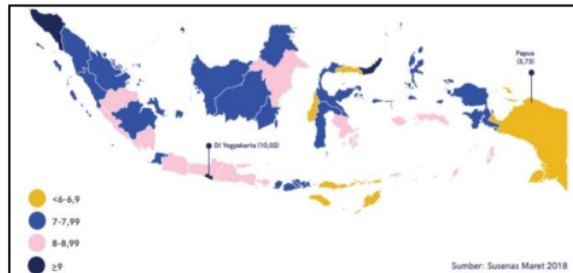 Papua
(3,73)
DI Yogyakarta (10,02)
<6-6,9
7-7,99
8-8,99
≥9
Sumber: Susenas Maret 2018